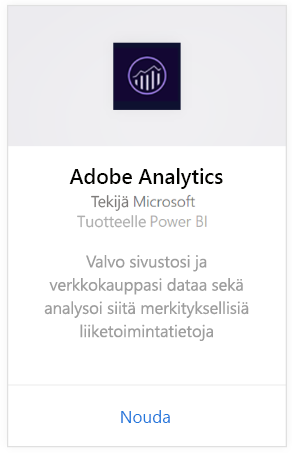 Adobe Analytics
Tekijä Microsoft
Tuotteelle Power BI
Valvo sivustosi ja
verkkokauppasi dataa sekä
analysoi siitä merkityksellisiä
liiketoimintatietoja
Nouda